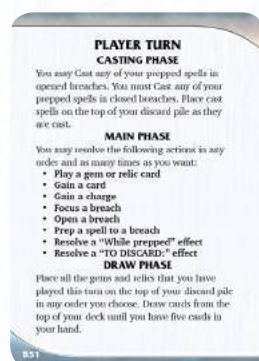 PLAYER TURN
CASTING PHASE
You may Cast any of your prepped spells in
opened breaches. You must Cast any of your
prepped spells in closed breaches. Place cast
spells on the top of your discard pile as they
are cast.
MAIN PHASE
You may resolve the following actions in any
order and as many times as you want:
• Play a gem or relic card
• Gain a card
• Gain a charge
• Focus a breach
• Open a breach
• Prep a spell to a breach
• Resolve a "While prepped" effect
• Resolve a "TO DISCARD:" effect
DRAW PHASE
Place all the gems and relics that you have
played this turn on the top of your discard pile
in any order you choose. Draw cards from the
top of your deck until you have five cards in
your hand.
BS1